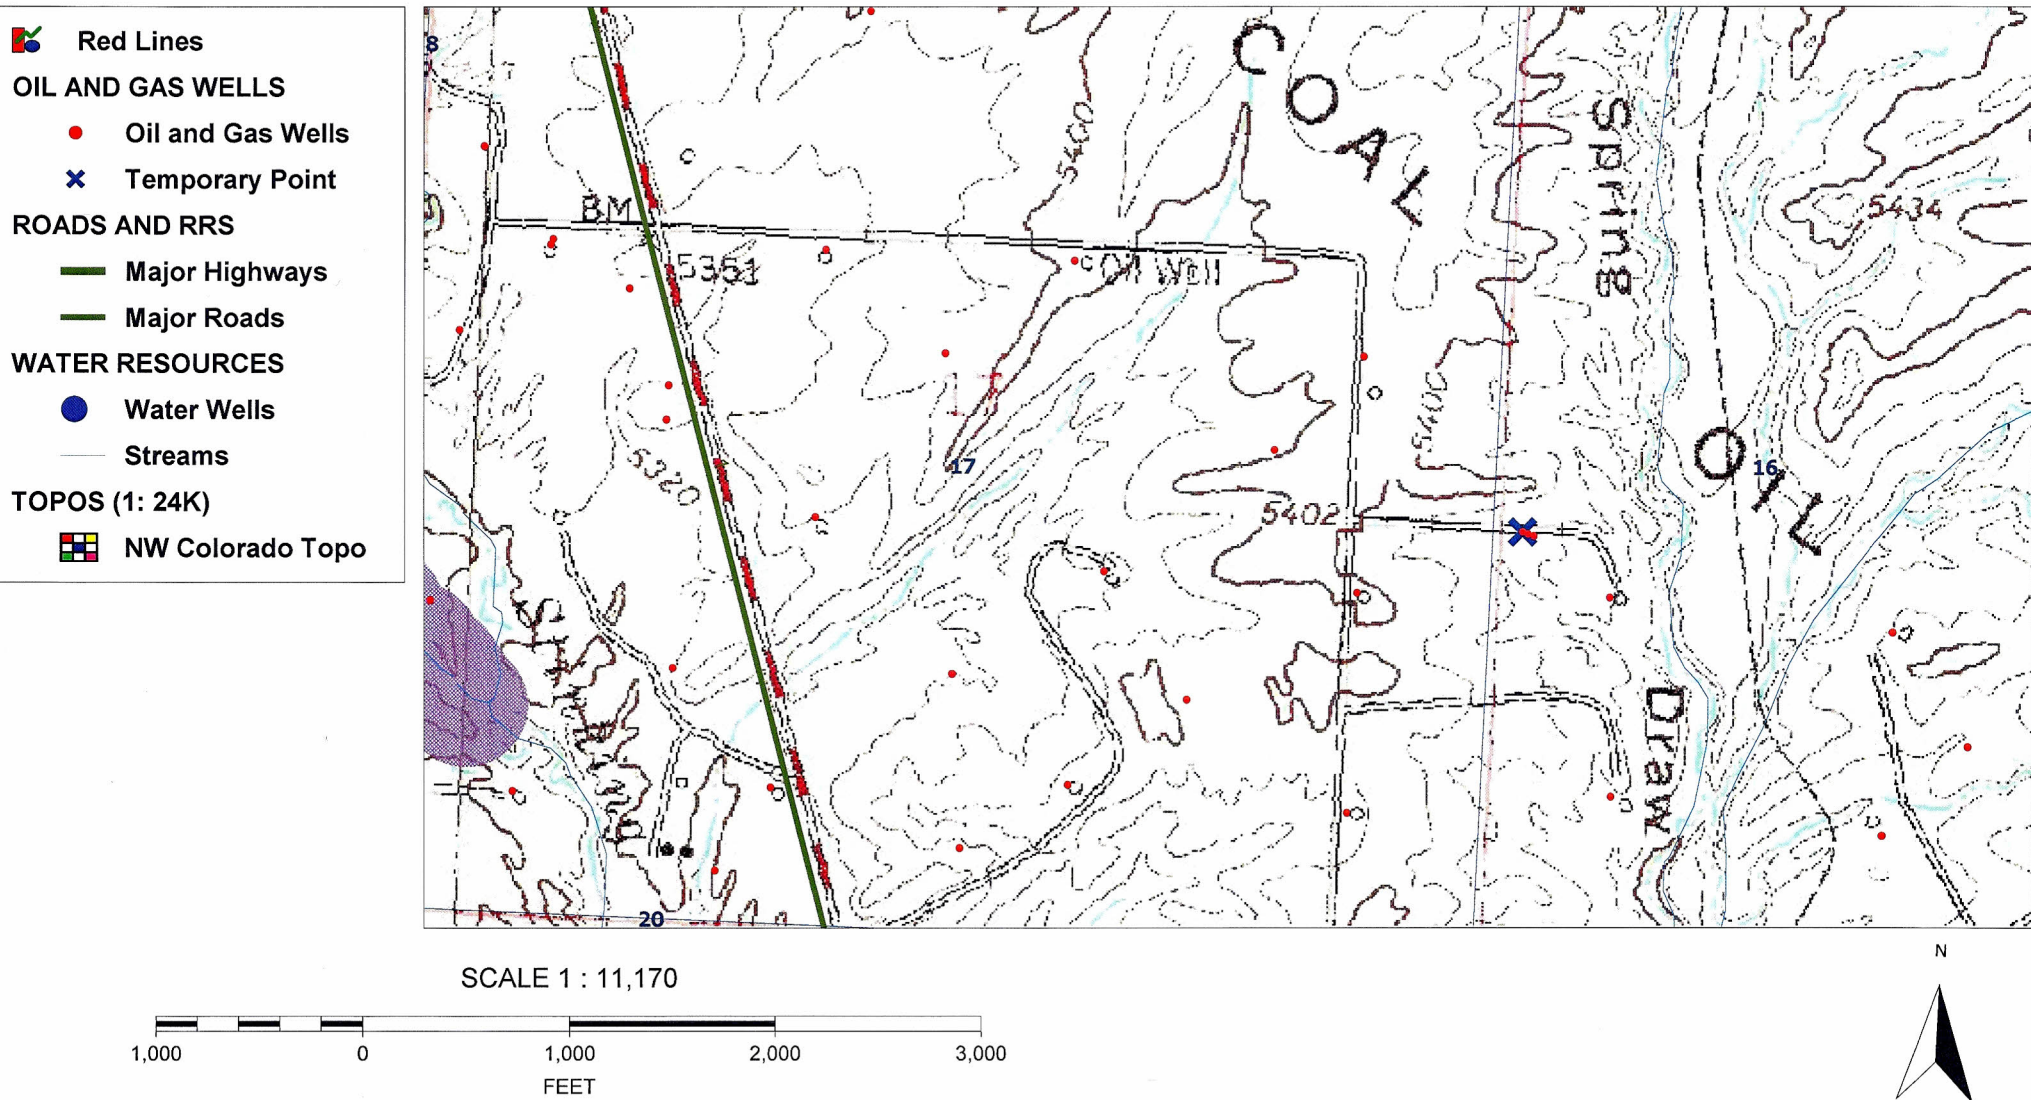 Red Lines
OIL AND GAS WELLS
Oil and Gas Wells
Temporary Point
ROADS AND RRS
Major Highways
Major Roads
WATER RESOURCES
Water Wells
Streams
TOPOS (1: 24K)
NW Colorado Topo
8
COAL
OIL
Spring
Draw
5400
5434
BM
5351
Oil Well
17
5400
5320
17
16
5402
Strawn
20
SCALE 1 : 11,170
1,000
0
1,000
2,000
3,000
FEET
N